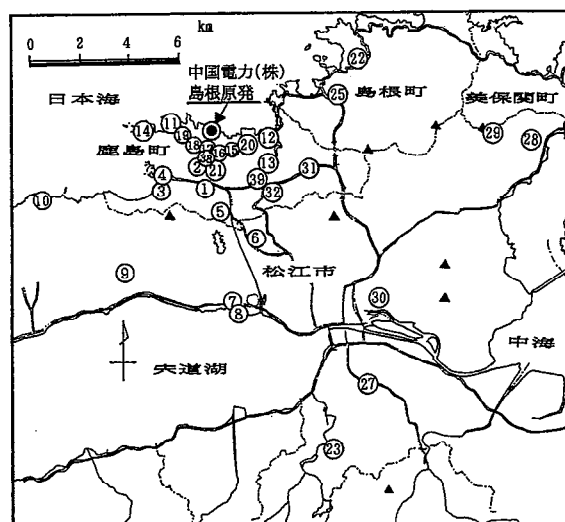 km
0 2 4 6
中国電力(株)
島根原発
日本海
島根町
美保関町
鹿島町
松江市
宍道湖
中海
㉒
㉕
⑪
⑭
⑲
⑱
⑫
⑳
⑮
⑯
㊳
②
㉑
⑬
㉙
㉘
④
③
①
㊴
㉛
㉜
⑩
⑤
⑥
⑨
⑦
⑧
㉚
㉗
㉓